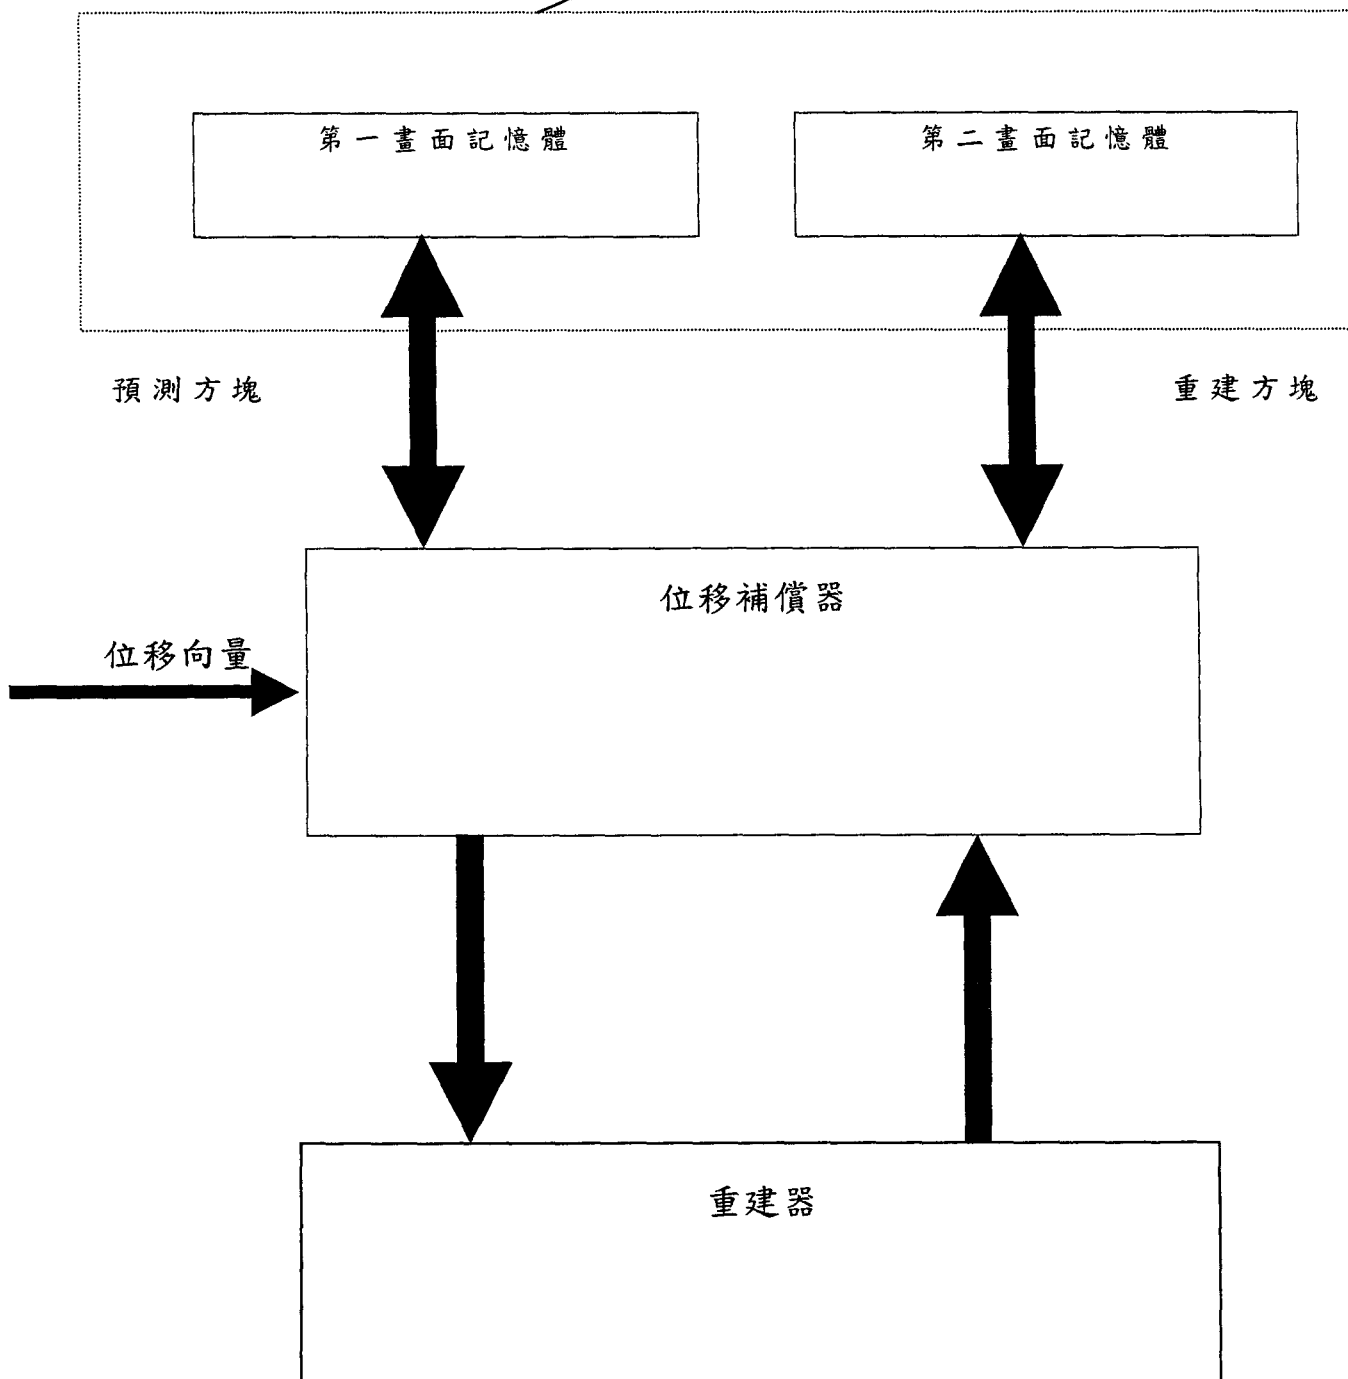 第一畫面記憶體
第二畫面記憶體
預測方塊
重建方塊
位移補償器
位移向量
重建器